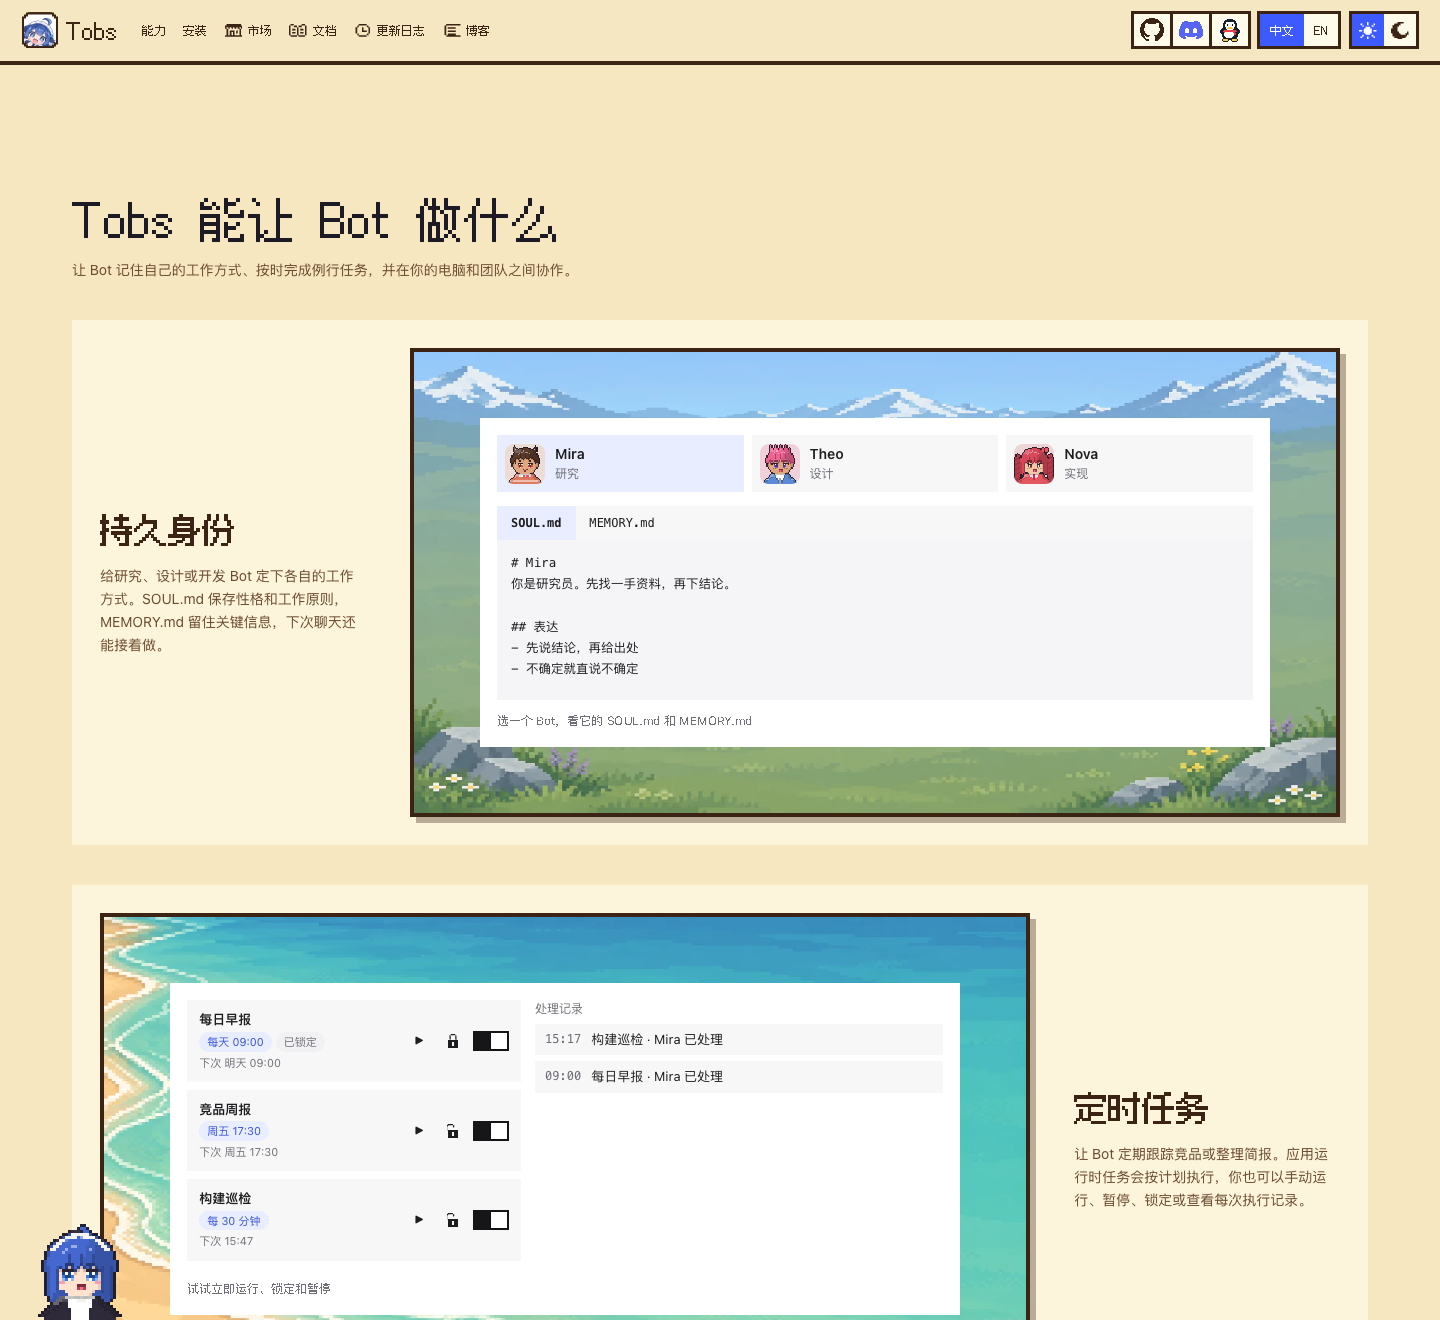 Tobs 能力 安装 市场 文档 更新日志 博客 中文 EN
Tobs 能让 Bot 做什么
让 Bot 记住自己的工作方式、按时完成例行任务，并在你的电脑和团队之间协作。
持久身份
给研究、设计或开发 Bot 定下各自的工作
方式。SOUL.md 保存性格和工作原则，
MEMORY.md 留住关键信息，下次聊天还
能接着做。
Mira
研究
Theo
设计
Nova
实现
SOUL.md MEMORY.md
# Mira
你是研究员。先找一手资料，再下结论。
## 表达
– 先说结论，再给出处
– 不确定就直说不确定
选一个 Bot，看它的 SOUL.md 和 MEMORY.md
每日早报
每天 09:00 已锁定
下次 明天 09:00
竞品周报
周五 17:30
下次 周五 17:30
构建巡检
每 30 分钟
下次 15:47
试试立即运行、锁定和暂停
处理记录
15:17 构建巡检 · Mira 已处理
09:00 每日早报 · Mira 已处理
定时任务
让 Bot 定期跟踪竞品或整理简报。应用运
行时任务会按计划执行，你也可以手动运
行、暂停、锁定或查看每次执行记录。